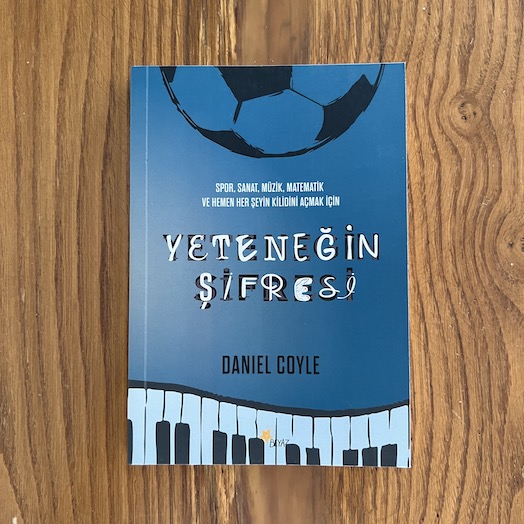 SPOR, SANAT, MÜZİK, MATEMATİK
VE HEMEN HER ŞEYİN KİLİDİNİ AÇMAK İÇİN
YETENEĞİN
ŞİFRESİ
DANIEL COYLE
BEYAZ